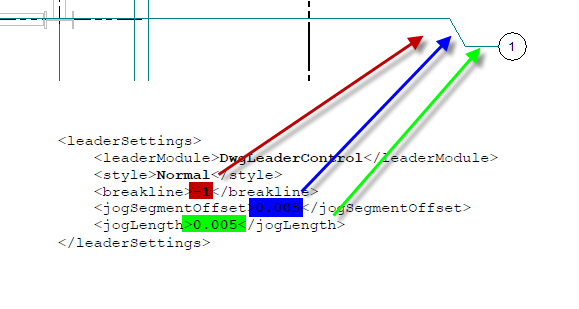 1
<leaderSettings>
<leaderModule>DwgLeaderControl</leaderModule>
<style>Normal</style>
<breakline>-1</breakline>
<jogSegmentOffset>0.005</jogSegmentOffset>
<jogLength>0.005</jogLength>
</leaderSettings>